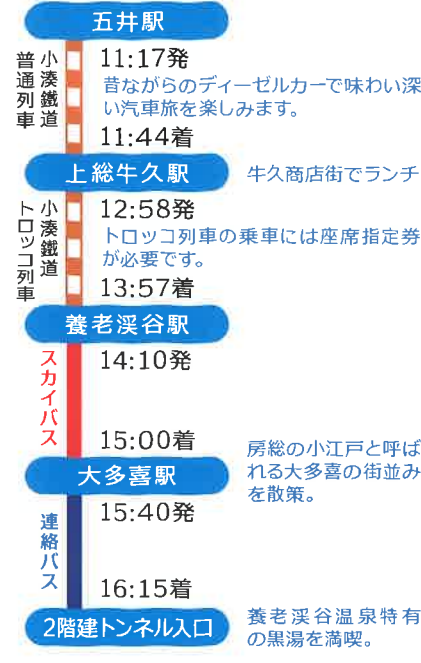 五井駅
小湊鐵道
普通列車
11:17発
昔ながらのディーゼルカーで味わい深
い汽車旅を楽しみます。
11:44着
上総牛久駅
牛久商店街でランチ
小湊鐵道
トロッコ列車
12:58発
トロッコ列車の乗車には座席指定券
が必要です。
13:57着
養老渓谷駅
スカイバス
14:10発
15:00着
大多喜駅
房総の小江戸と呼ば
れる大多喜の街並み
を散策。
連絡バス
15:40発
16:15着
2階建トンネル入口
養老渓谷温泉特有
の黒湯を満喫。